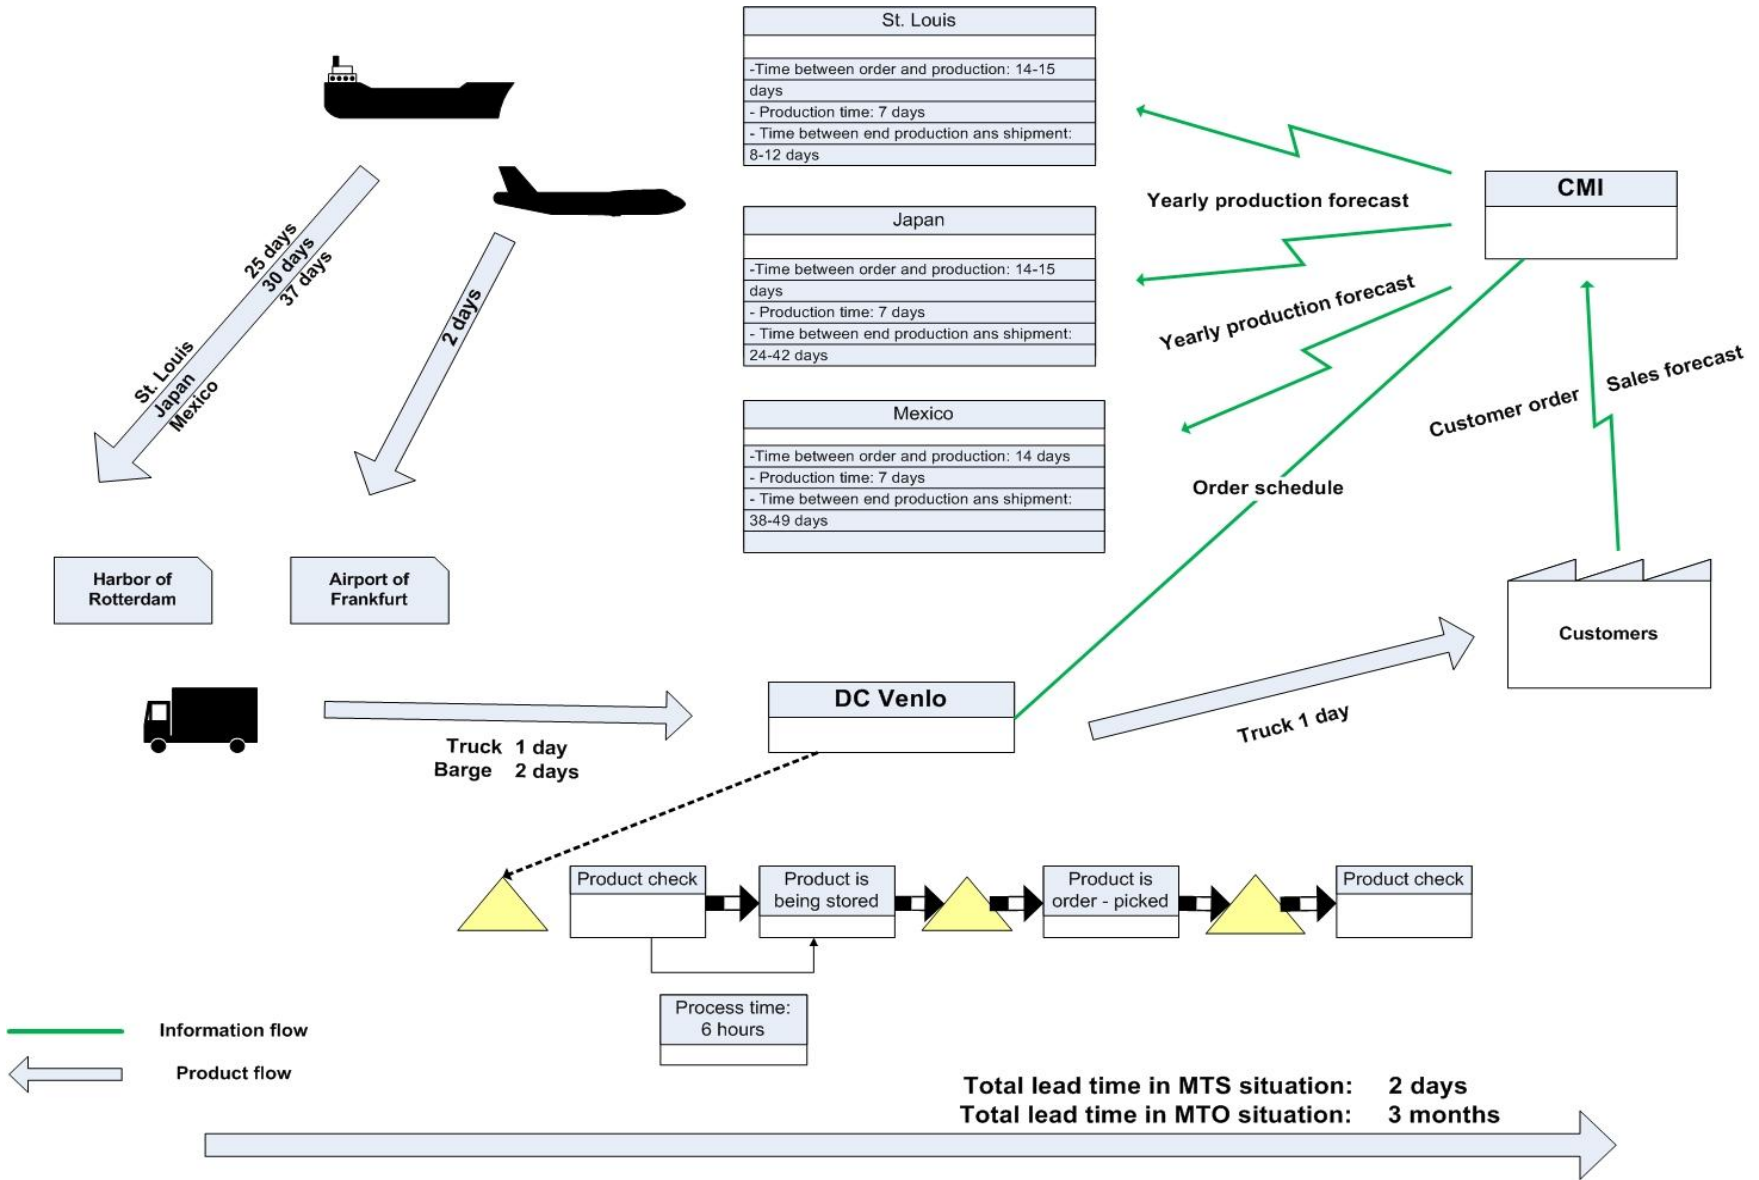 St. Louis
-Time between order and production: 14-15
days
- Production time: 7 days
- Time between end production ans shipment:
8-12 days
Japan
-Time between order and production: 14-15
days
- Production time: 7 days
- Time between end production ans shipment:
24-42 days
Mexico
-Time between order and production: 14 days
- Production time: 7 days
- Time between end production ans shipment:
38-49 days
CMI
Yearly production forecast
Yearly production forecast
Customer order
Sales forecast
Order schedule
25 days
30 days
37 days
St. Louis
Japan
Mexico
2 days
Harbor of
Rotterdam
Airport of
Frankfurt
Customers
DC Venlo
Truck 1 day
Barge 2 days
Truck 1 day
Product check
Product is
being stored
Product is
order - picked
Product check
Process time:
6 hours
Information flow
Product flow
Total lead time in MTS situation: 2 days
Total lead time in MTO situation: 3 months